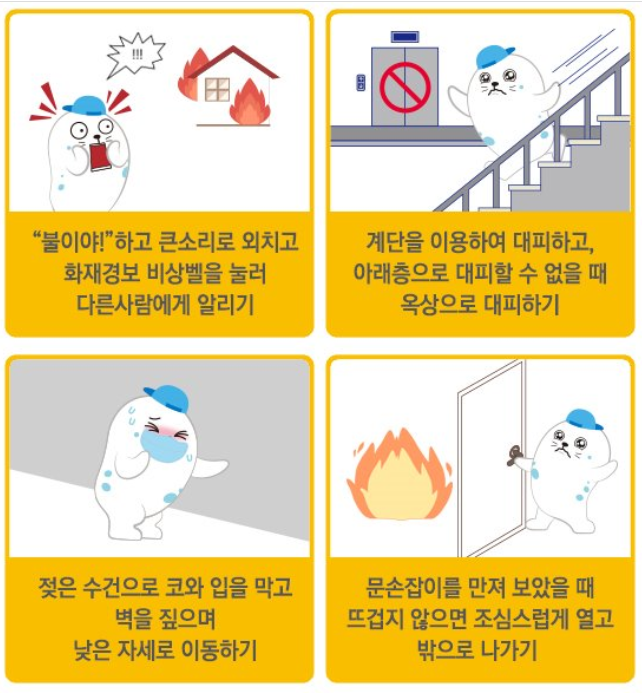 !!!
“불이야!”하고 큰소리로 외치고
화재경보 비상벨을 눌러
다른사람에게 알리기
계단을 이용하여 대피하고,
아래층으로 대피할 수 없을 때
옥상으로 대피하기
젖은 수건으로 코와 입을 막고
벽을 짚으며
낮은 자세로 이동하기
문손잡이를 만져 보았을 때
뜨겁지 않으면 조심스럽게 열고
밖으로 나가기